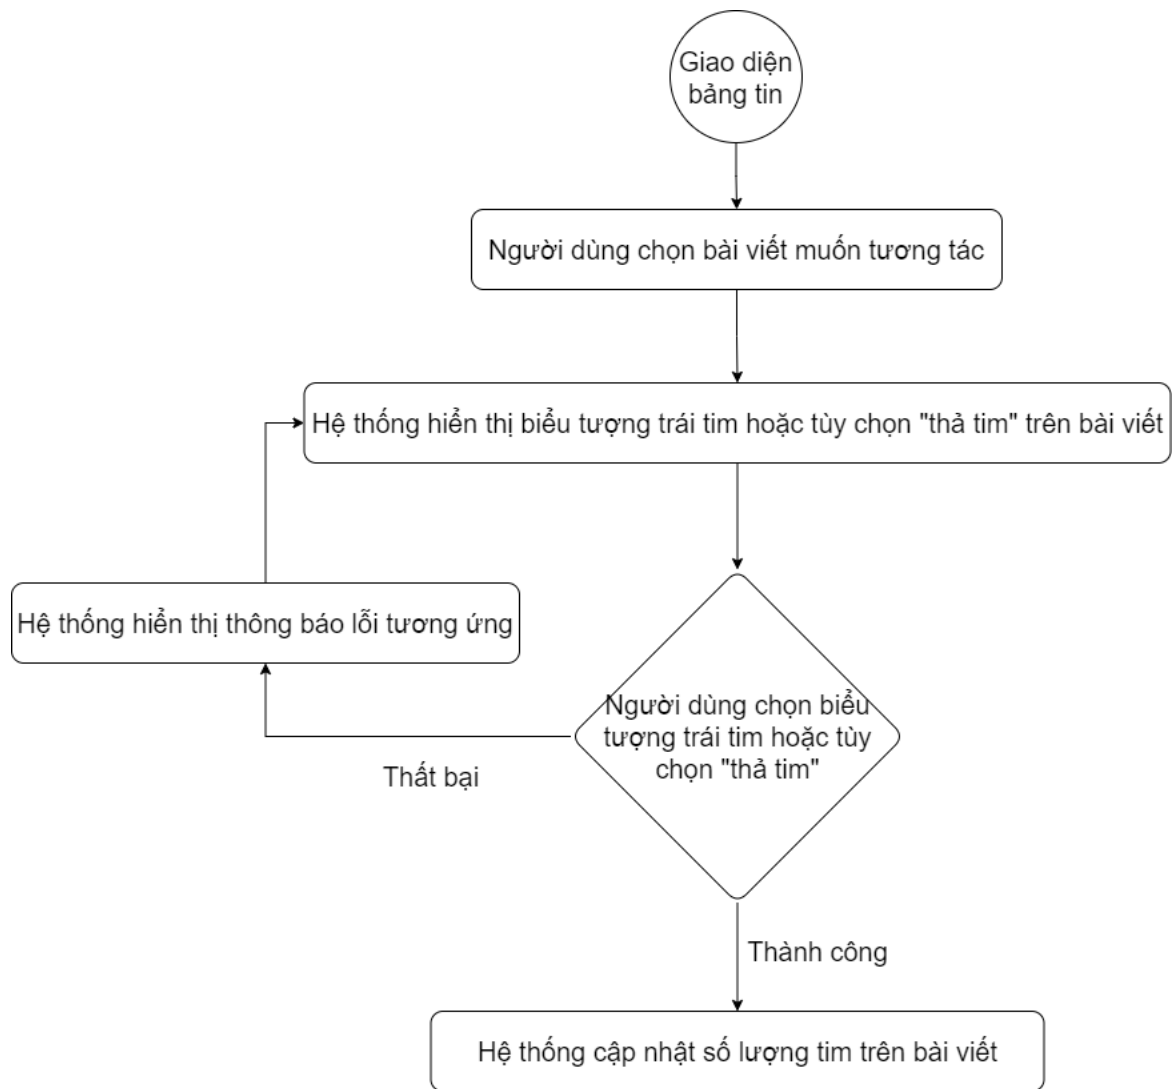 Giao diện
bảng tin
Người dùng chọn bài viết muốn tương tác
Hệ thống hiển thị biểu tượng trái tim hoặc tùy chọn "thả tim" trên bài viết
Hệ thống hiển thị thông báo lỗi tương ứng
Người dùng chọn biểu
tượng trái tim hoặc tùy
chọn "thả tim"
Thất bại
Thành công
Hệ thống cập nhật số lượng tim trên bài viết